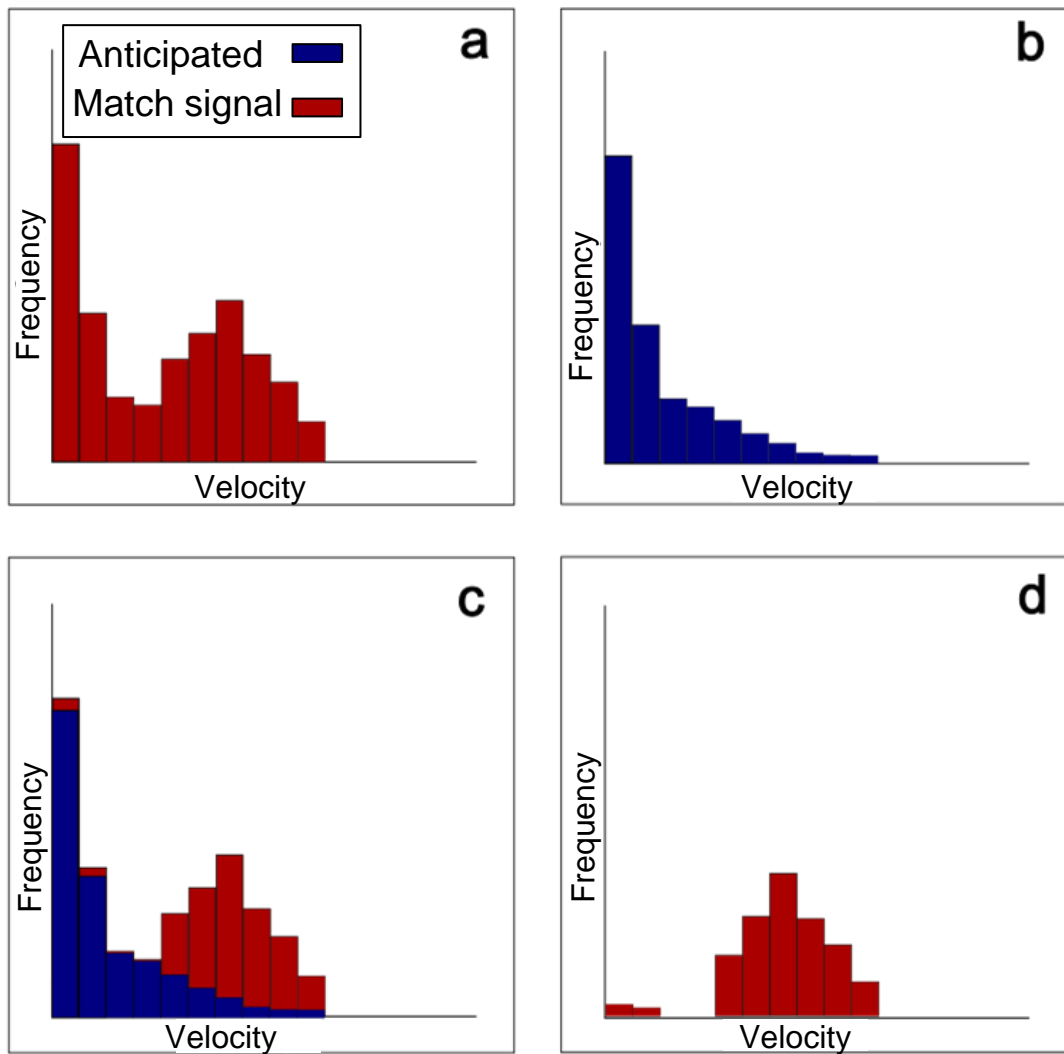 a
Anticipated
Match signal
Frequency
Velocity
b
Frequency
Velocity
c
Frequency
Velocity
d
Frequency
Velocity